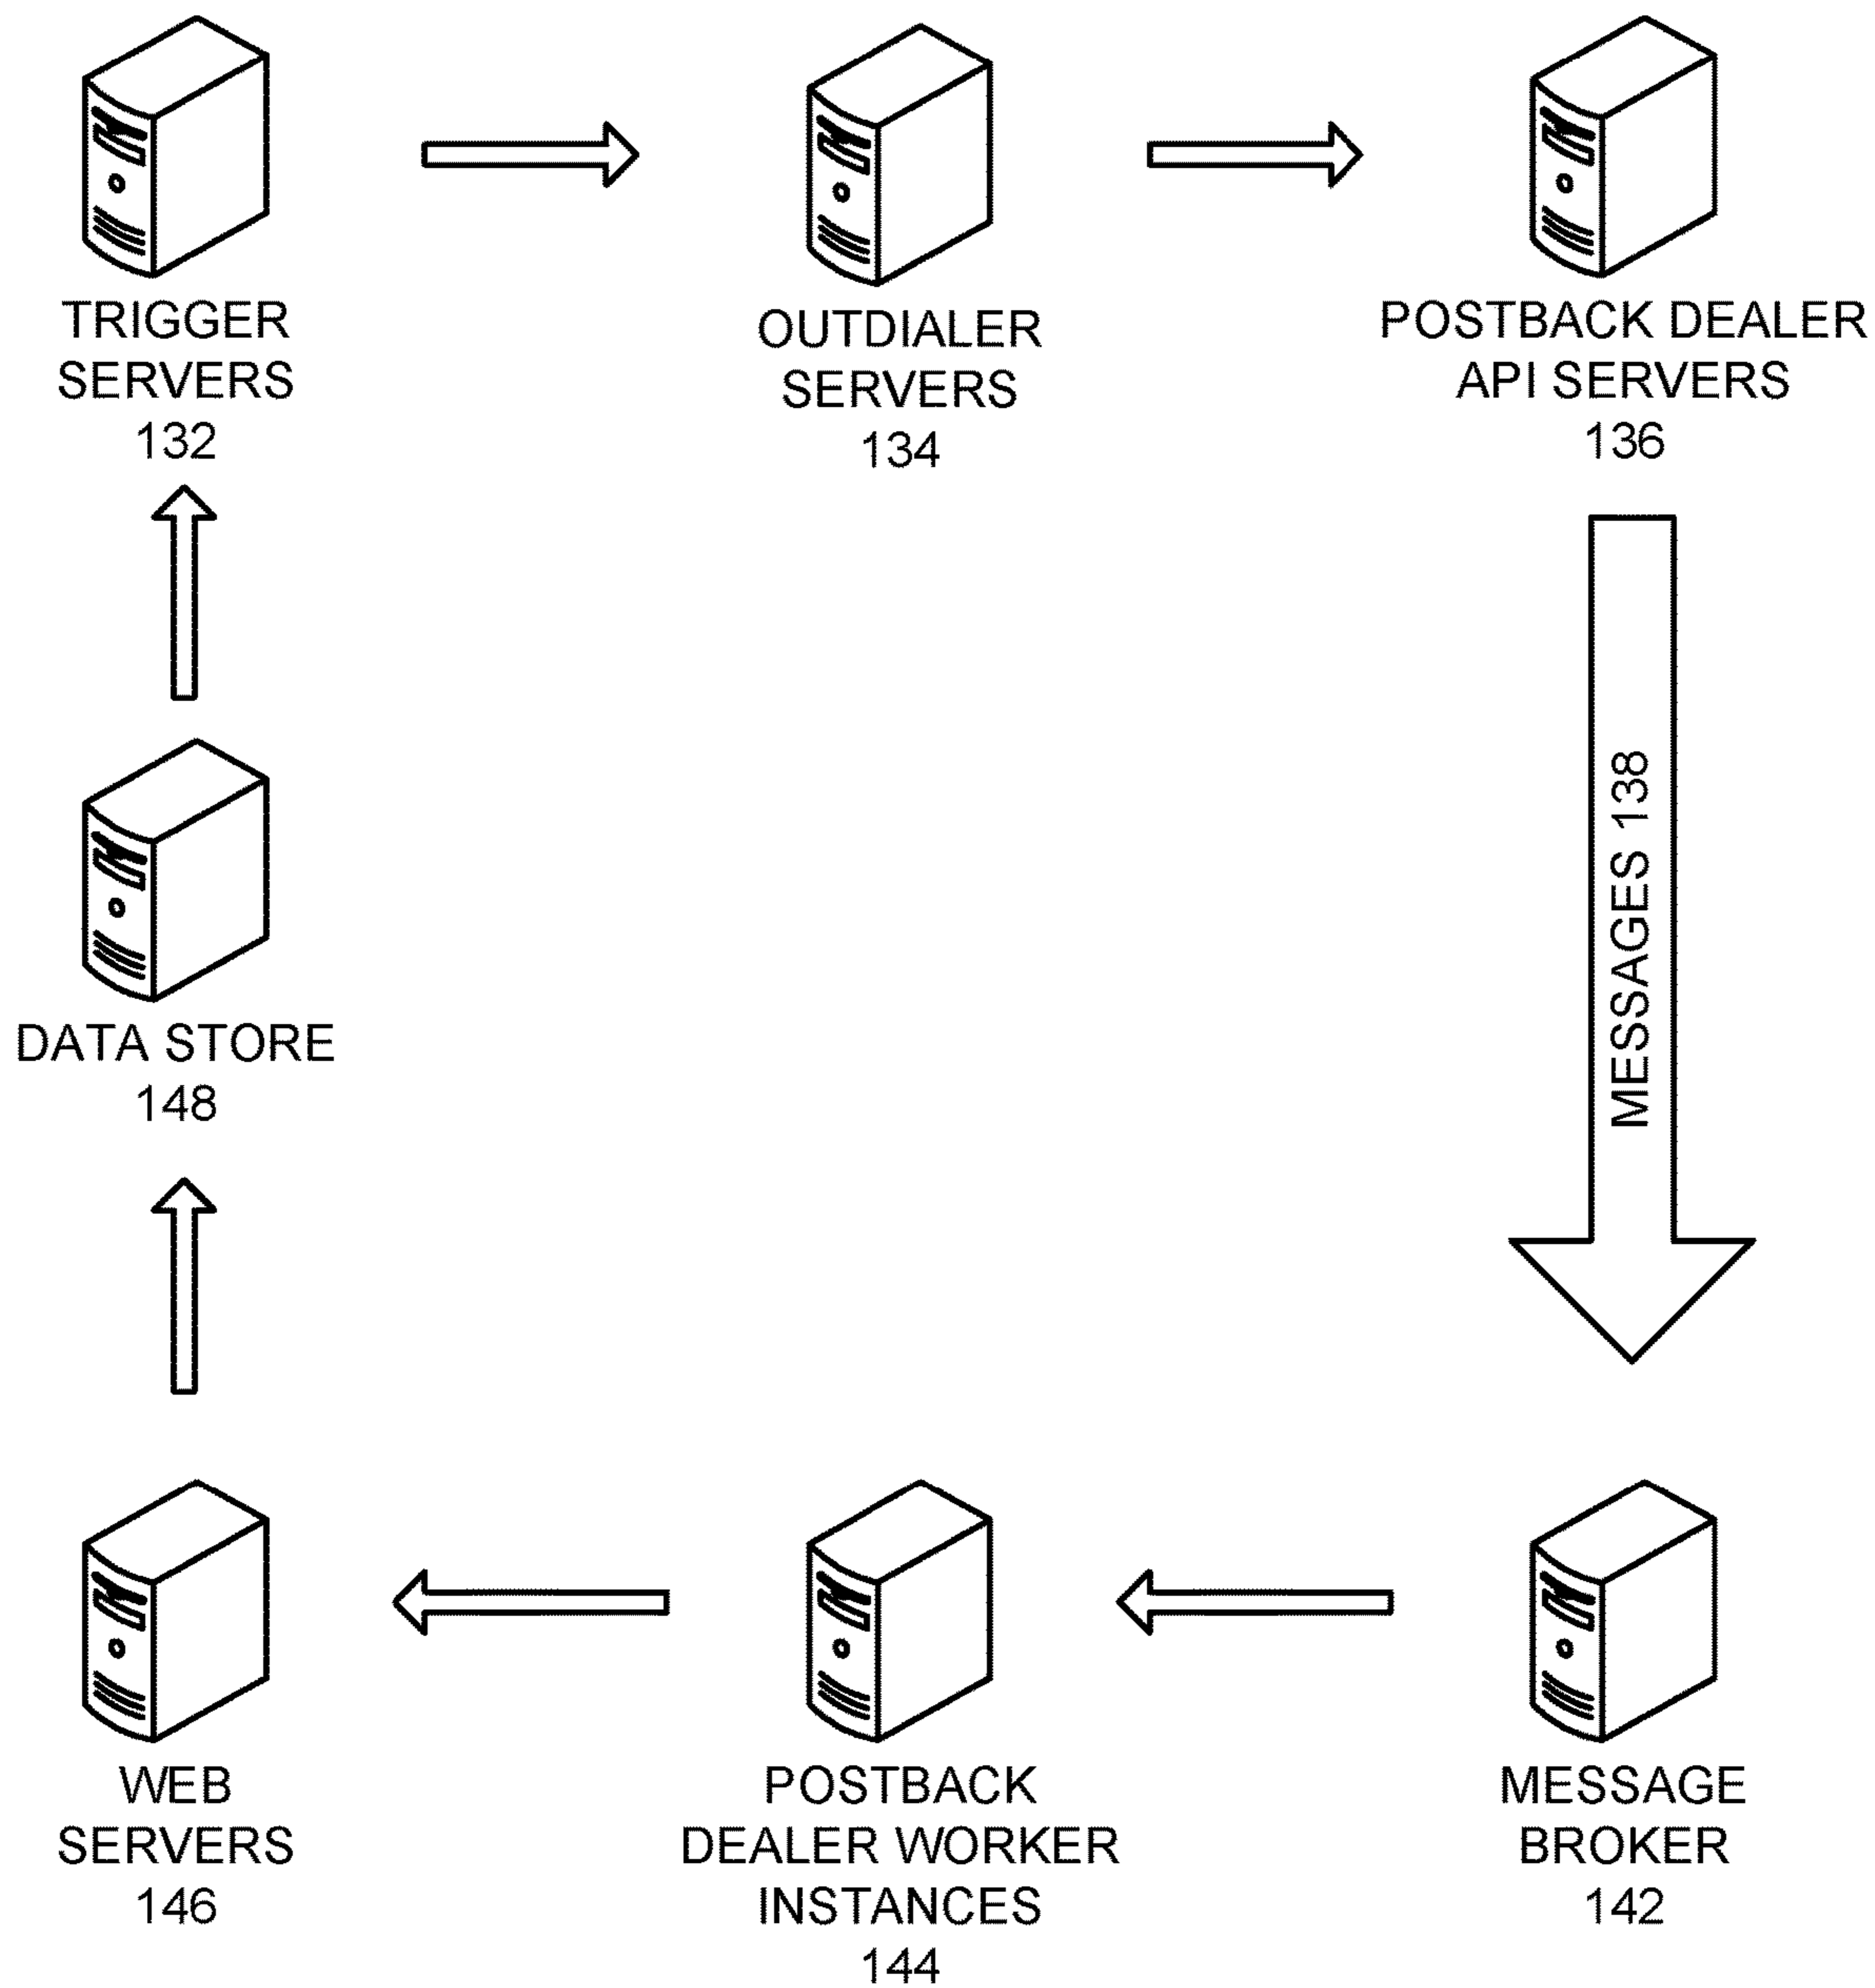 TRIGGER
SERVERS
132
OUTDIALER
SERVERS
134
POSTBACK DEALER
API SERVERS
136
MESSAGES 138
DATA STORE
148
WEB
SERVERS
146
POSTBACK
DEALER WORKER
INSTANCES
144
MESSAGE
BROKER
142